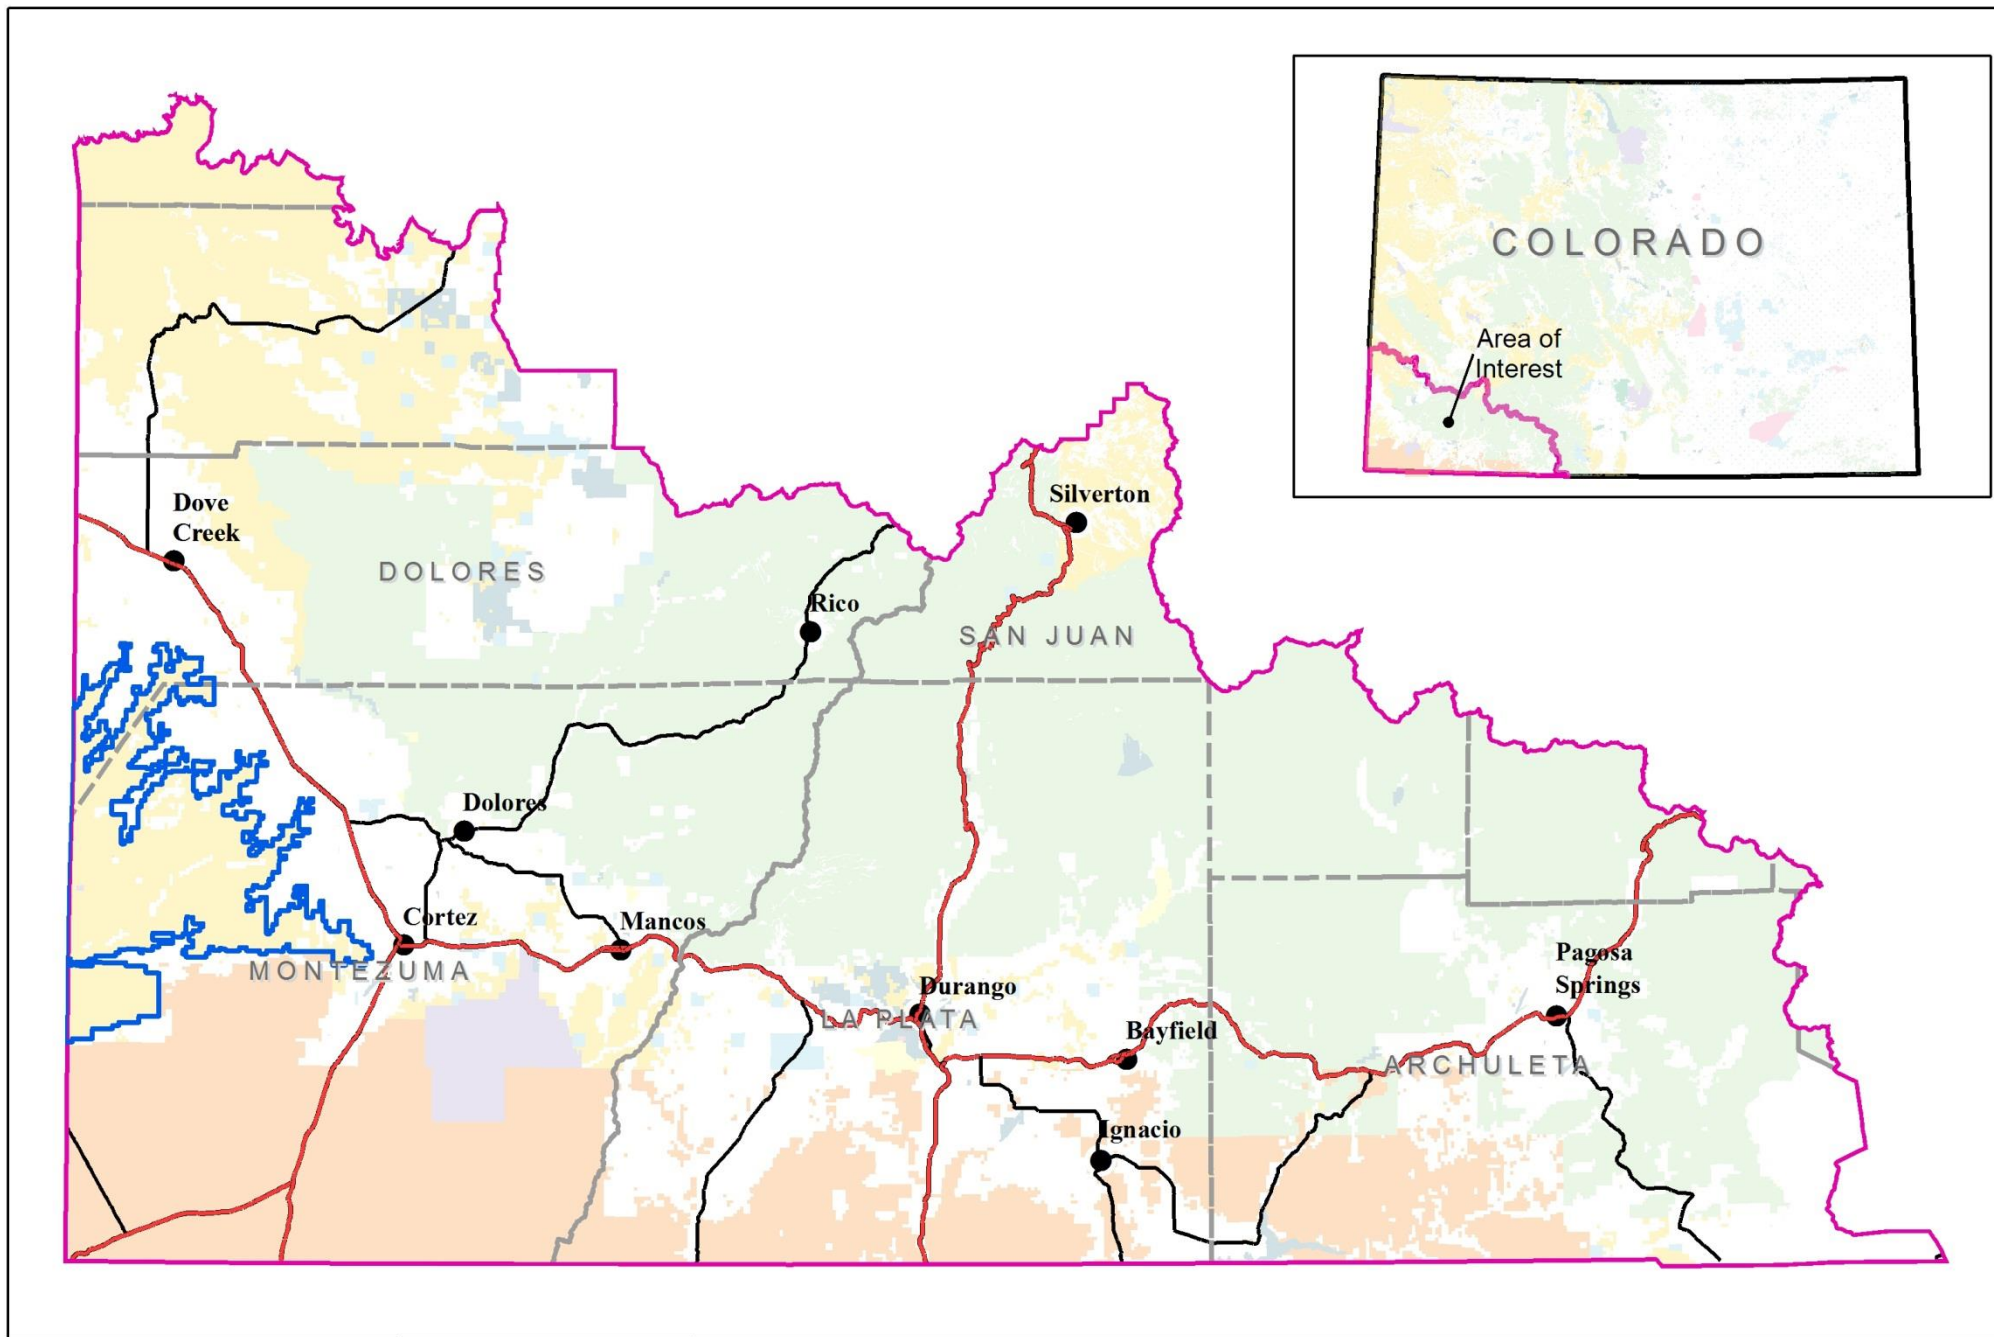 COLORADO
Area of
Interest
Dove
Creek
Silverton
DOLORES
Rico
SAN JUAN
Dolores
Cortez
Mancos
MONTEZUMA
Pagosa
Springs
Durango
LA PLATA
Bayfield
ARCHULETA
Ignacio